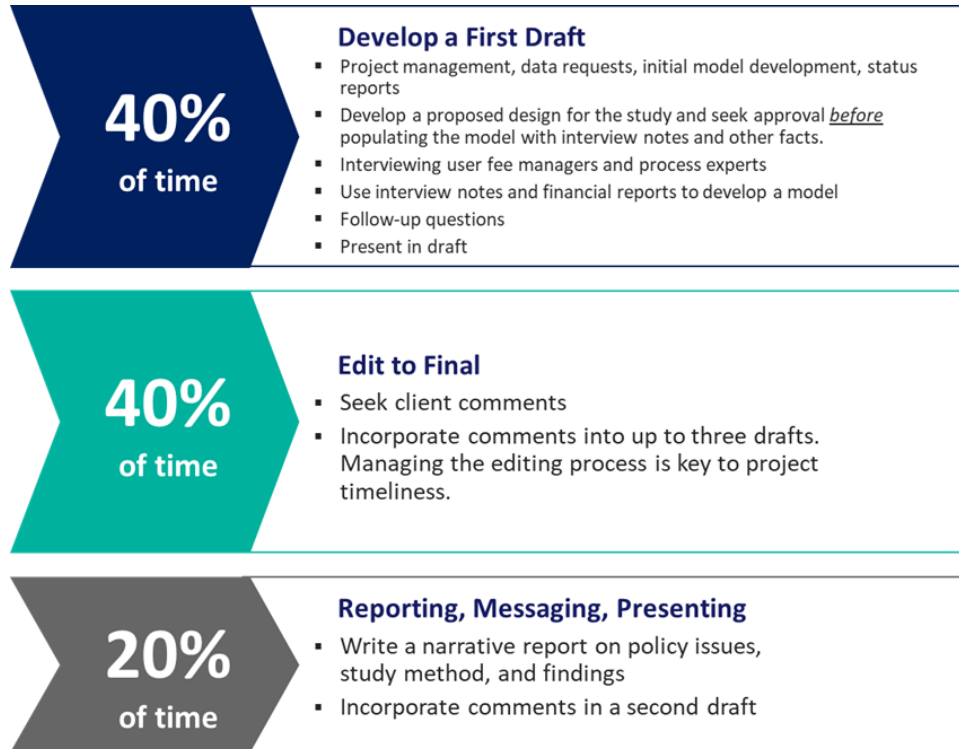 40%
of time
Develop a First Draft
▪ Project management, data requests, initial model development, status
reports
▪ Develop a proposed design for the study and seek approval before
populating the model with interview notes and other facts.
▪ Interviewing user fee managers and process experts
▪ Use interview notes and financial reports to develop a model
▪ Follow-up questions
▪ Present in draft
40%
of time
Edit to Final
▪ Seek client comments
▪ Incorporate comments into up to three drafts.
Managing the editing process is key to project
timeliness.
20%
of time
Reporting, Messaging, Presenting
▪ Write a narrative report on policy issues,
study method, and findings
▪ Incorporate comments in a second draft